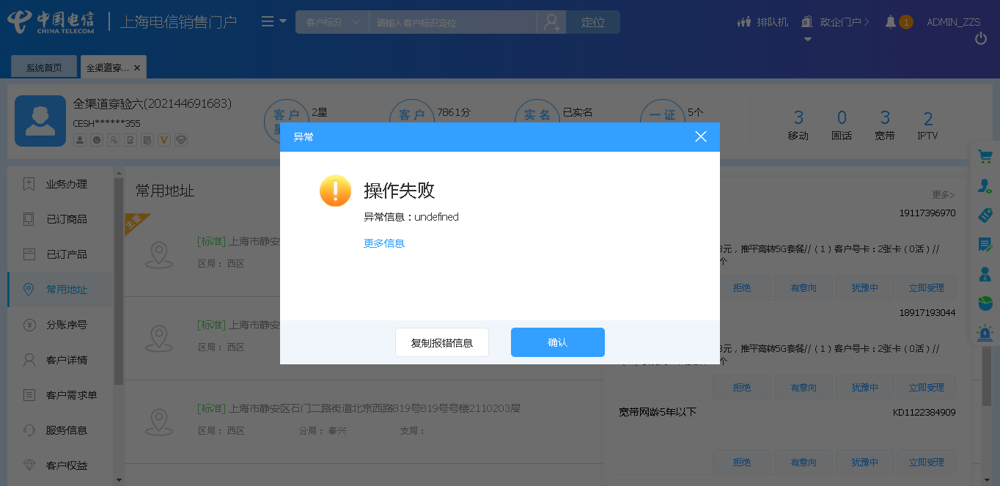 中国电信
CHINA TELECOM
上海电信销售门户
客户标识
请输入客户标识定位
定位
排队机
政企门户
1
ADMIN_ZZS
系统首页
全渠道穿...
全渠道穿验六(202144691683)
CESH******355
客户
2星
客户
7861分
实名
已实名
一证
5个
3
移动
0
固话
3
宽带
2
IPTV
异常
操作失败
异常信息：undefined
更多信息
复制报错信息
确认
业务办理
已订商品
已订产品
常用地址
分账序号
客户详情
客户需求单
服务信息
客户权益
常用地址
主要
[标准] 上海市静安
区局： 西区
[标准] 上海市静安
区局： 西区
[标准] 上海市静安区石门二路街道北京西路819号819号号楼2110203层
区局： 西区
分局： 泰兴
支局：
更多>
19117396970
元，推平高转5G套餐//（1）客户号卡：2张卡（0活）//
个
拒绝
有意向
犹豫中
立即受理
18917193044
元，推平高转5G套餐//（1）客户号卡：2张卡（0活）//
个
拒绝
有意向
犹豫中
立即受理
宽带网龄5年以下
KD1122384909
拒绝
有意向
犹豫中
立即受理